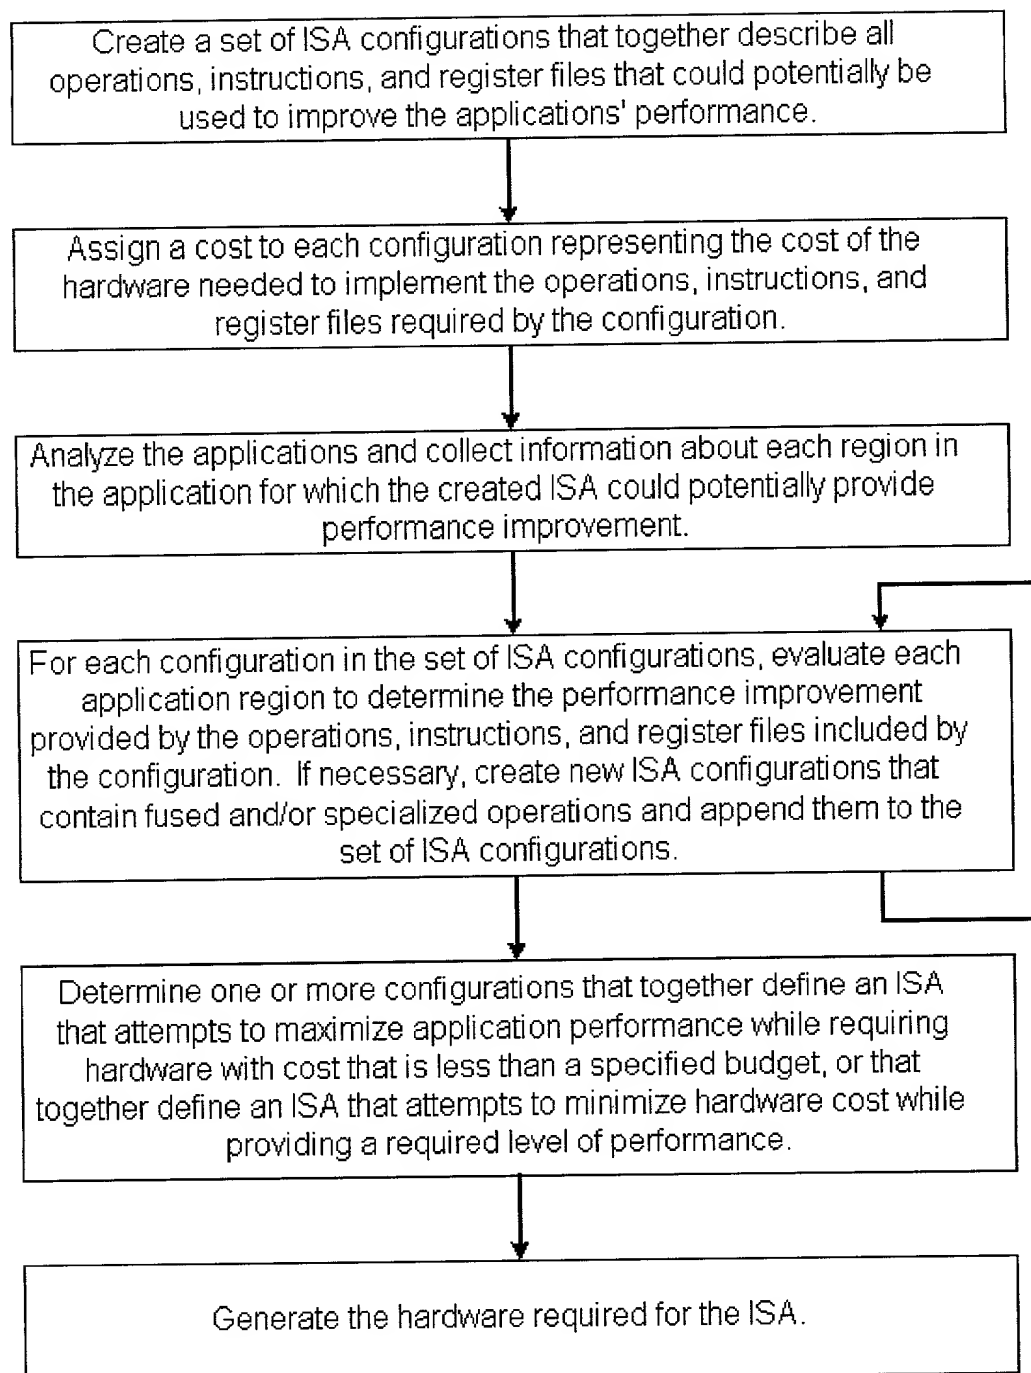 Create a set of ISA configurations that together describe all
operations, instructions, and register files that could potentially be
used to improve the applications' performance.
Assign a cost to each configuration representing the cost of the
hardware needed to implement the operations, instructions, and
register files required by the configuration.
Analyze the applications and collect information about each region in
the application for which the created ISA could potentially provide
performance improvement.
For each configuration in the set of ISA configurations, evaluate each
application region to determine the performance improvement
provided by the operations, instructions, and register files included by
the configuration. If necessary, create new ISA configurations that
contain fused and/or specialized operations and append them to the
set of ISA configurations.
Determine one or more configurations that together define an ISA
that attempts to maximize application performance while requiring
hardware with cost that is less than a specified budget, or that
together define an ISA that attempts to minimize hardware cost while
providing a required level of performance.
Generate the hardware required for the ISA.